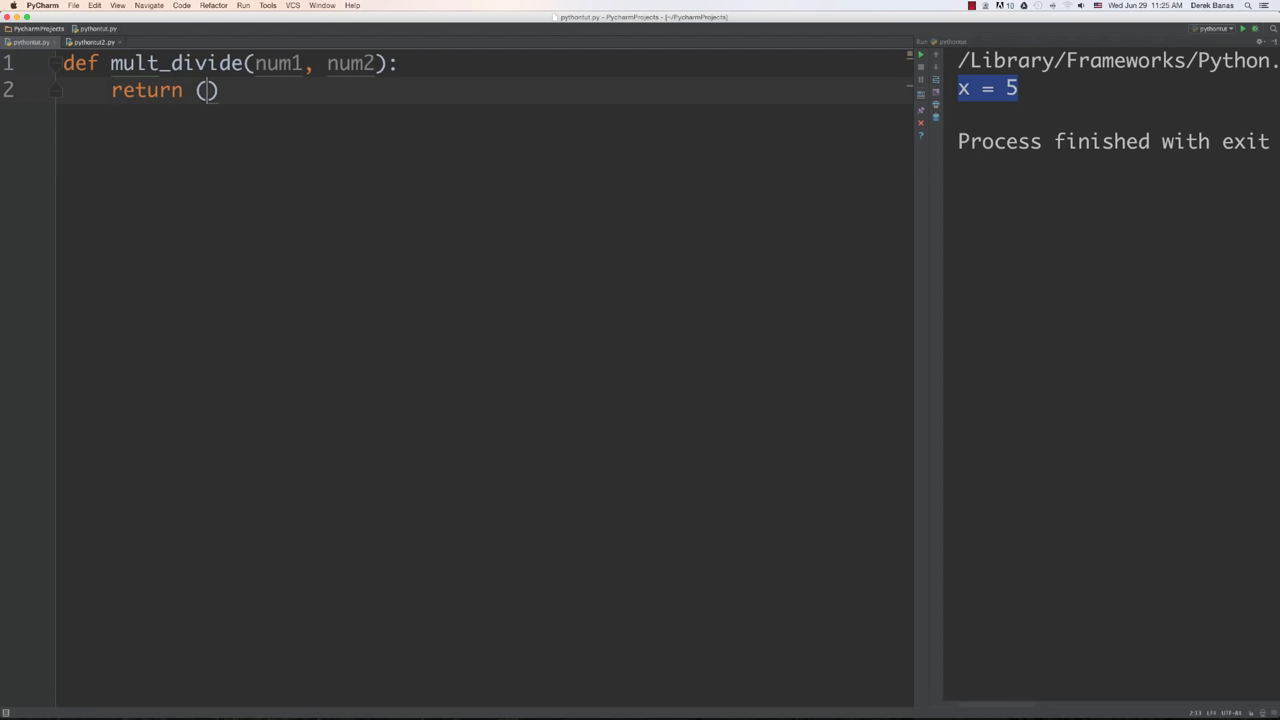 PyCharm File Edit View Navigate Code Refactor Run Tools VCS Window Help 10 Wed Jun 29 11:25 AM Derek Banas
pythontut.py - PycharmProjects - [~/PycharmProjects]
PycharmProjects pythontut.py pythontut
pythontut.py × pythontut2.py × Run pythontut
1 def mult_divide(num1, num2):
2 return ()
/Library/Frameworks/Python.
x = 5
Process finished with exit
2:13 LF÷ UTF-8÷